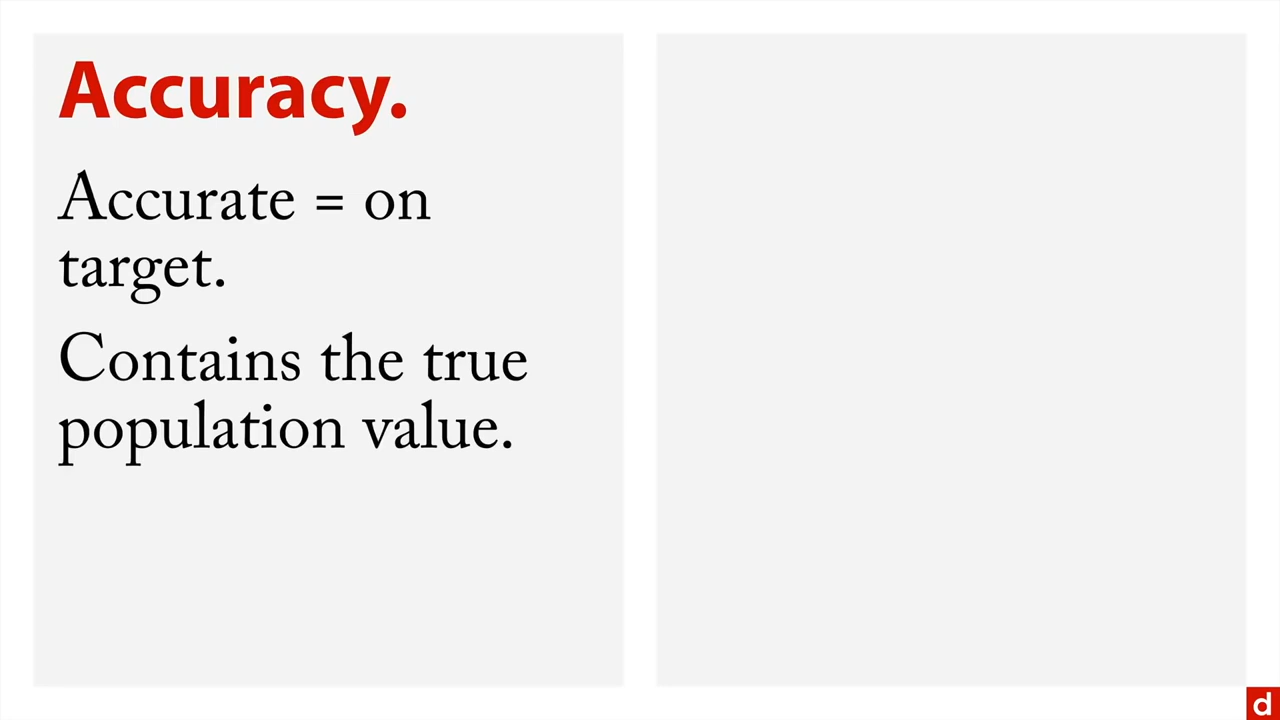 Accuracy.
Accurate = on
target.
Contains the true
population value.
d